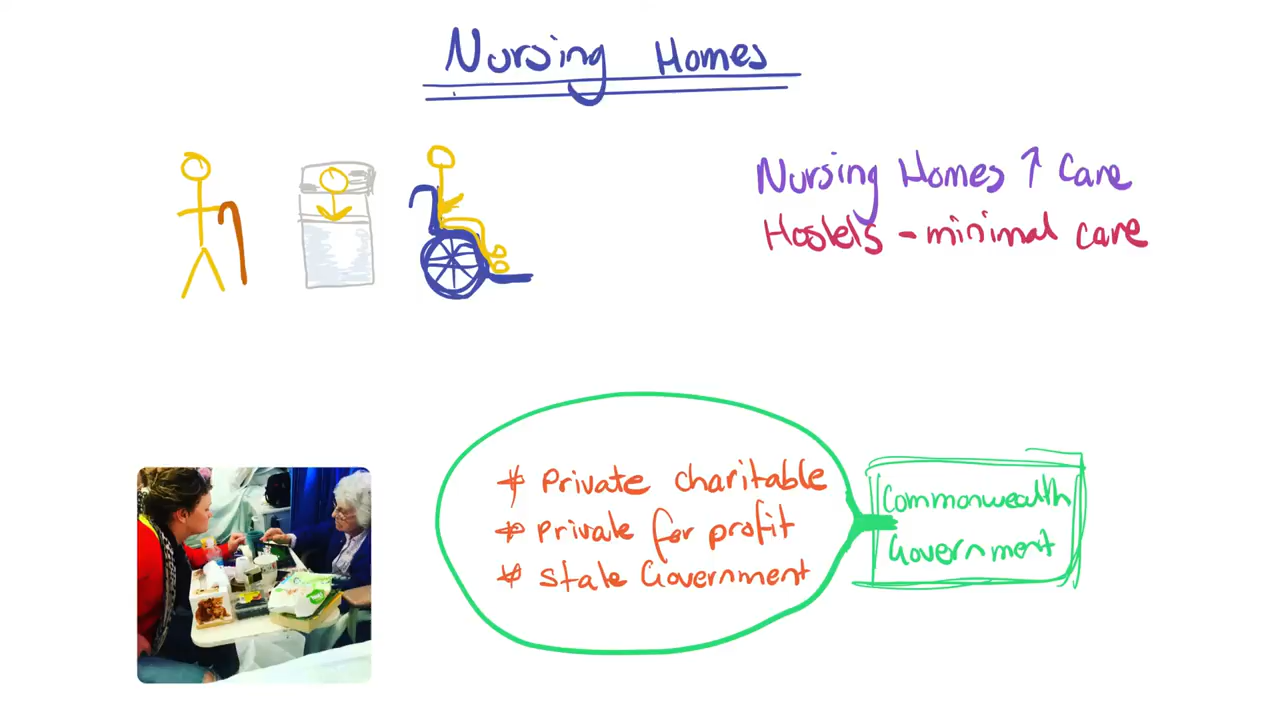 Nursing Homes
Nursing Homes ↑ Care
Hostels - minimal care
* Private charitable
* Private for profit
* State Government
Commonwealth
Government